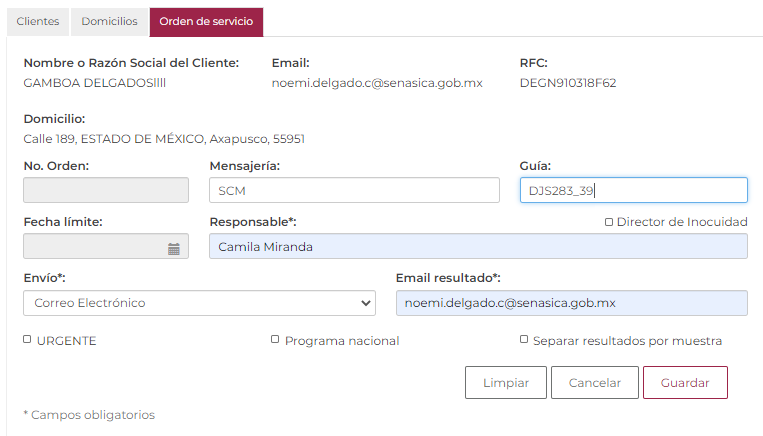 Clientes Domicilios Orden de servicio
Nombre o Razón Social del Cliente: Email: RFC:
GAMBOA DELGADOSllll noemi.delgado.c@senasica.gob.mx DEGN910318F62
Domicilio:
Calle 189, ESTADO DE MÉXICO, Axapusco, 55951
No. Orden: Mensajería: Guía:
SCM DJS283_39
Fecha límite: Responsable*: Director de Inocuidad
Camila Miranda
Envío*: Email resultado*:
Correo Electrónico noemi.delgado.c@senasica.gob.mx
URGENTE Programa nacional Separar resultados por muestra
Limpiar Cancelar Guardar
* Campos obligatorios